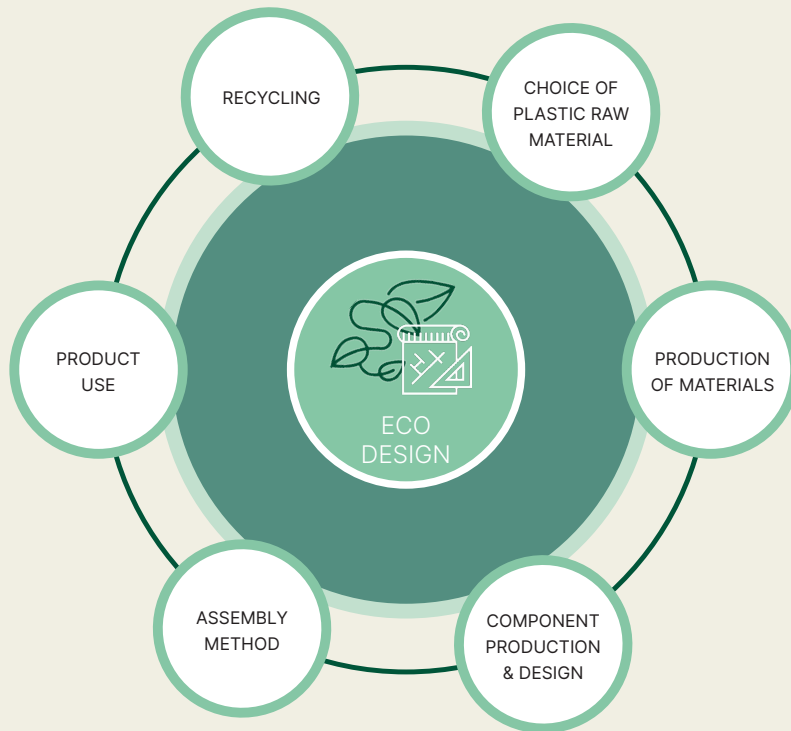 RECYCLING
CHOICE OF
PLASTIC RAW
MATERIAL
PRODUCT
USE
ECO
DESIGN
PRODUCTION
OF MATERIALS
ASSEMBLY
METHOD
COMPONENT
PRODUCTION
& DESIGN